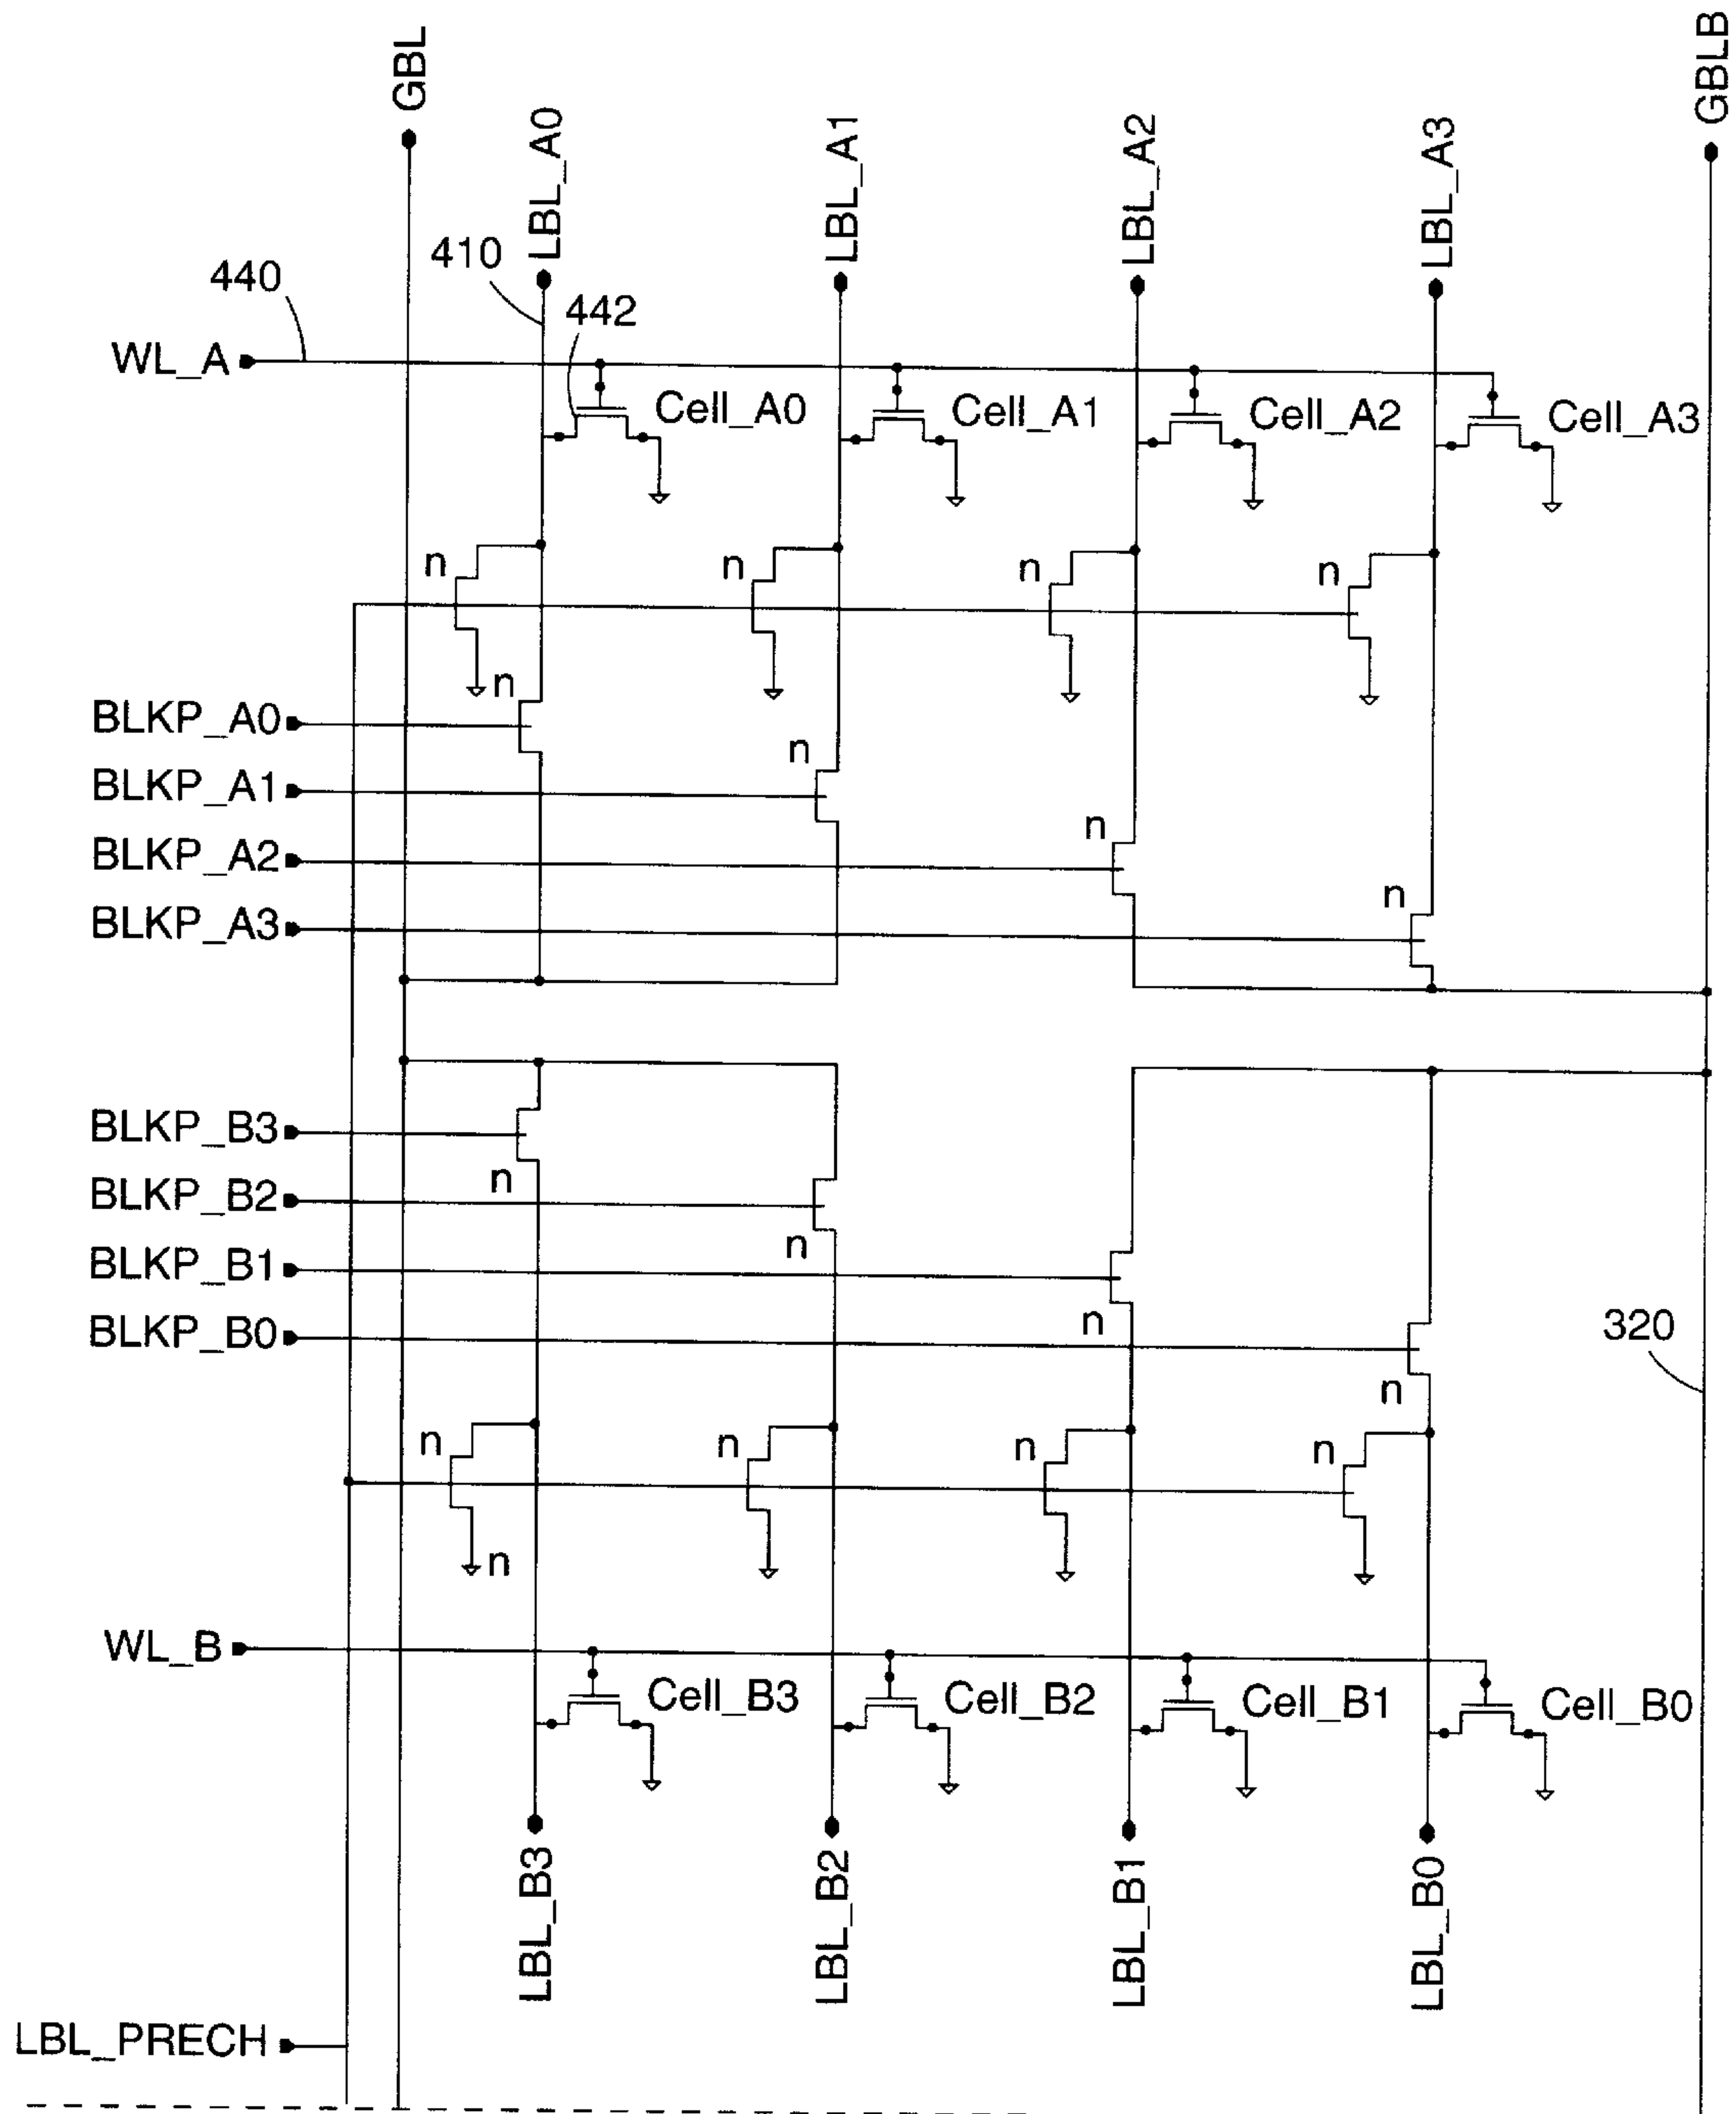 GBL
GBLB
LBL_A0
LBL_A1
LBL_A2
LBL_A3
410
440
442
WL_A
Cell_A0
Cell_A1
Cell_A2
Cell_A3
n
n
n
n
n
BLKP_A0
n
BLKP_A1
n
BLKP_A2
n
BLKP_A3
BLKP_B3
n
BLKP_B2
n
BLKP_B1
n
BLKP_B0
320
n
n
n
n
n
n
WL_B
Cell_B3
Cell_B2
Cell_B1
Cell_B0
LBL_B3
LBL_B2
LBL_B1
LBL_B0
LBL_PRECH